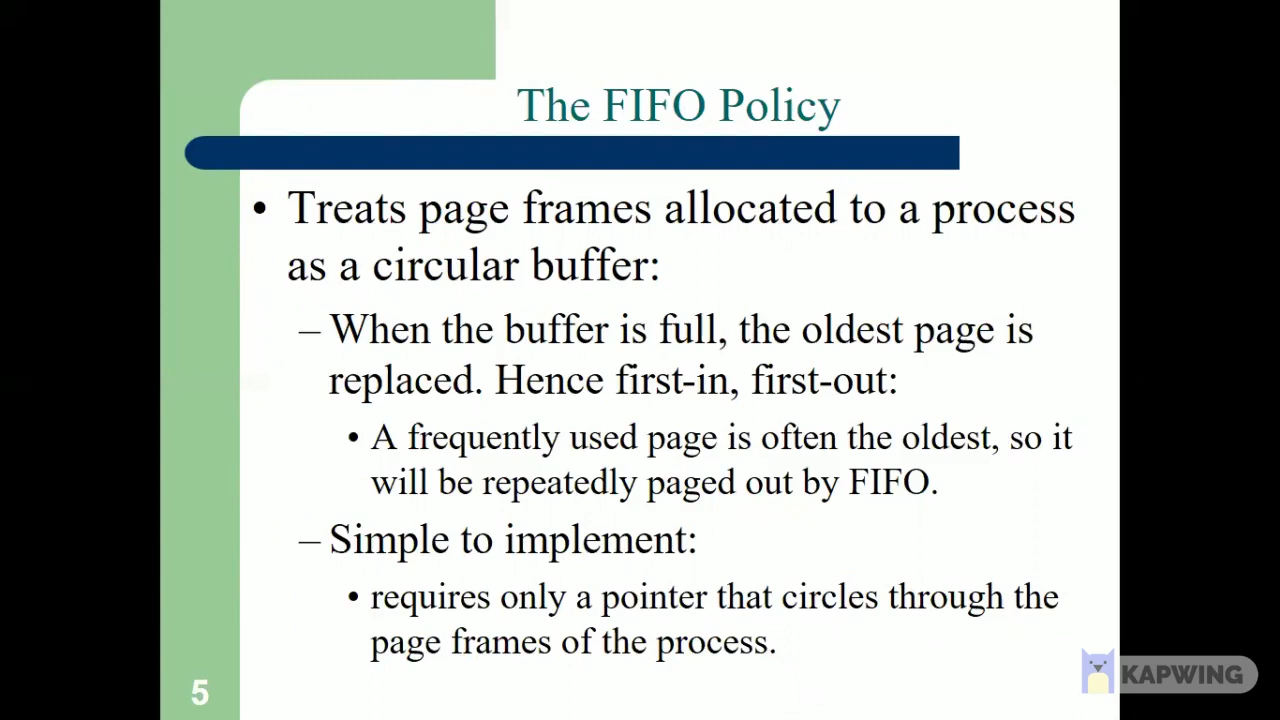 The FIFO Policy
• Treats page frames allocated to a process
as a circular buffer:
– When the buffer is full, the oldest page is
replaced. Hence first-in, first-out:
• A frequently used page is often the oldest, so it
will be repeatedly paged out by FIFO.
– Simple to implement:
• requires only a pointer that circles through the
page frames of the process.
5
KAPWING